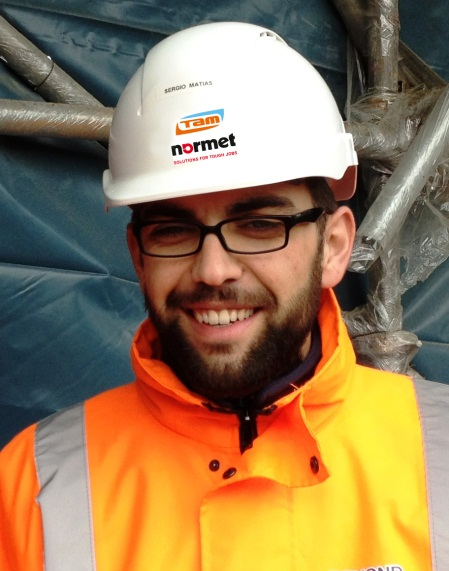 SERGIO MATIAS
Tam
normet
SOLUTIONS FOR TOUGH JOBS